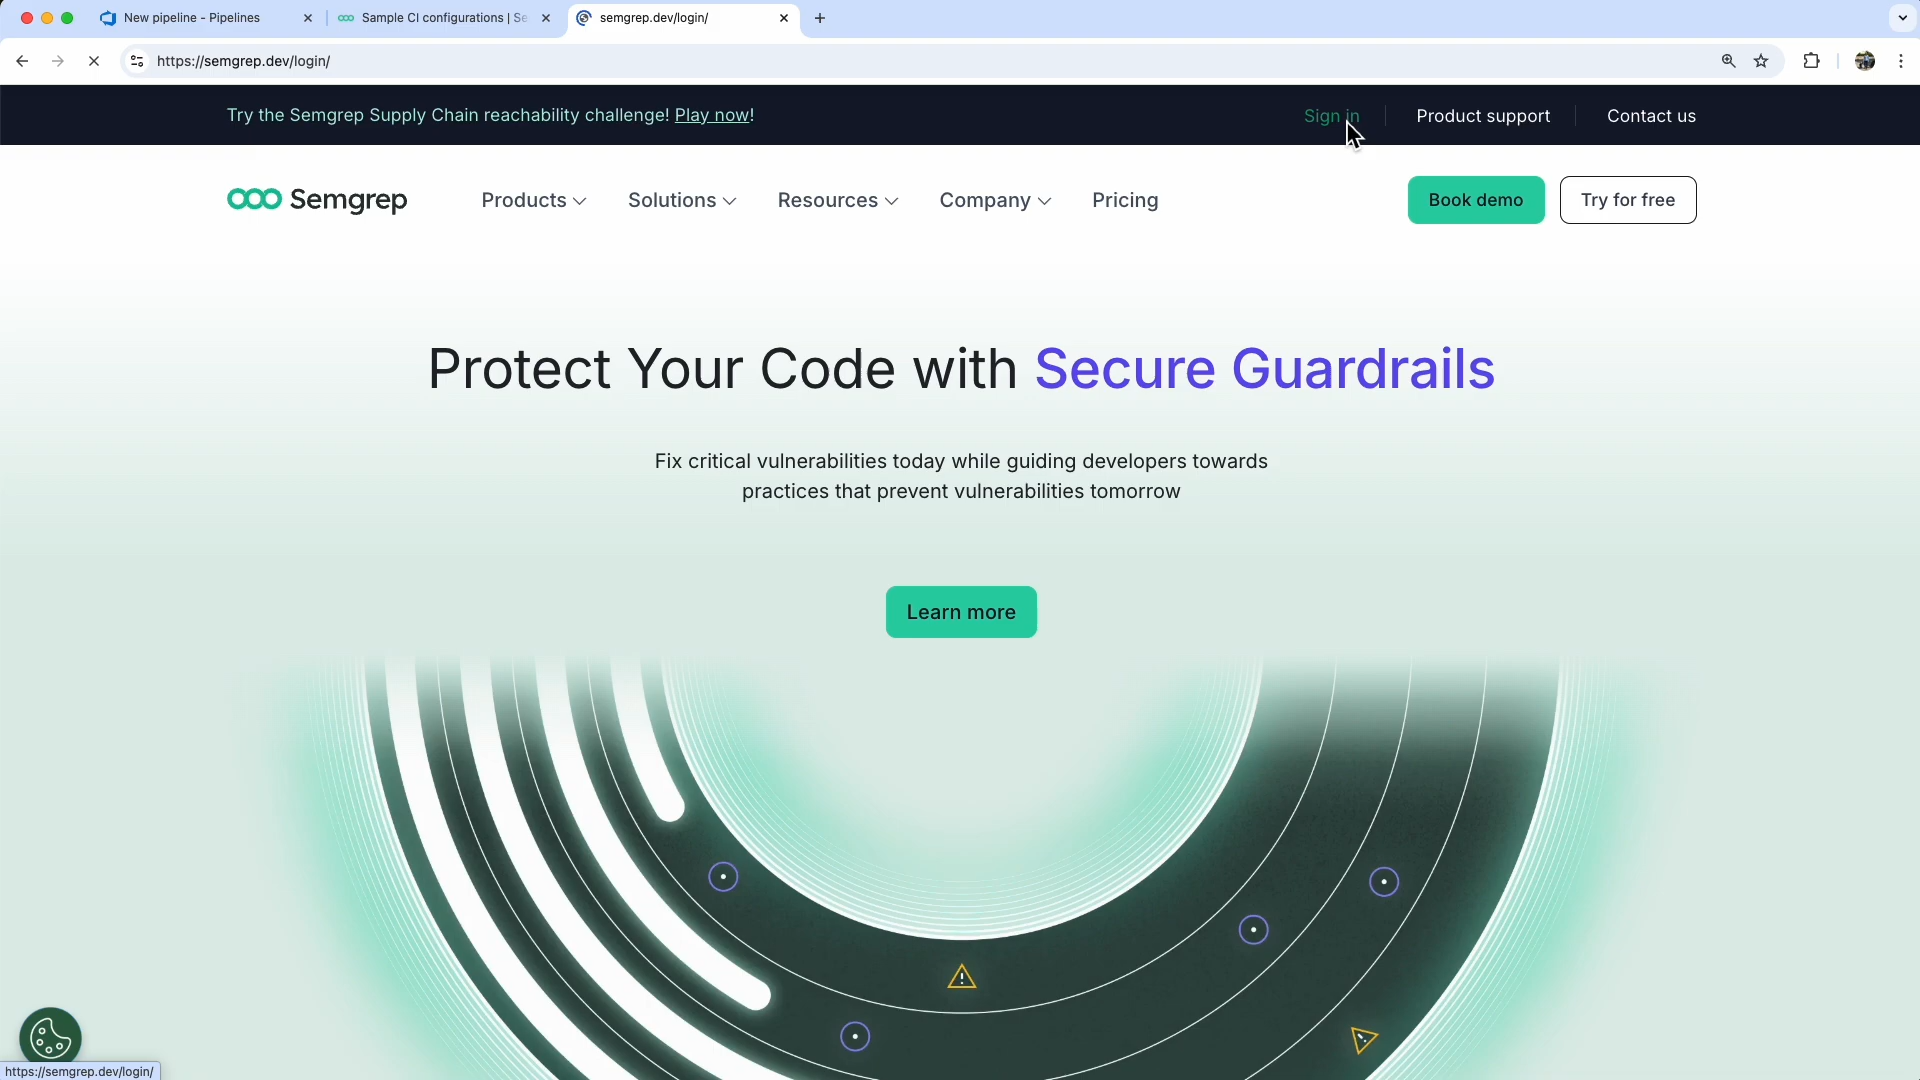 New pipeline - Pipelines
Sample CI configurations | Se
semgrep.dev/login/
https://semgrep.dev/login/
Try the Semgrep Supply Chain reachability challenge! Play now!
Sign in
Product support
Contact us
Semgrep
Products
Solutions
Resources
Company
Pricing
Book demo
Try for free
Protect Your Code with Secure Guardrails
Fix critical vulnerabilities today while guiding developers towards
practices that prevent vulnerabilities tomorrow
Learn more
https://semgrep.dev/login/